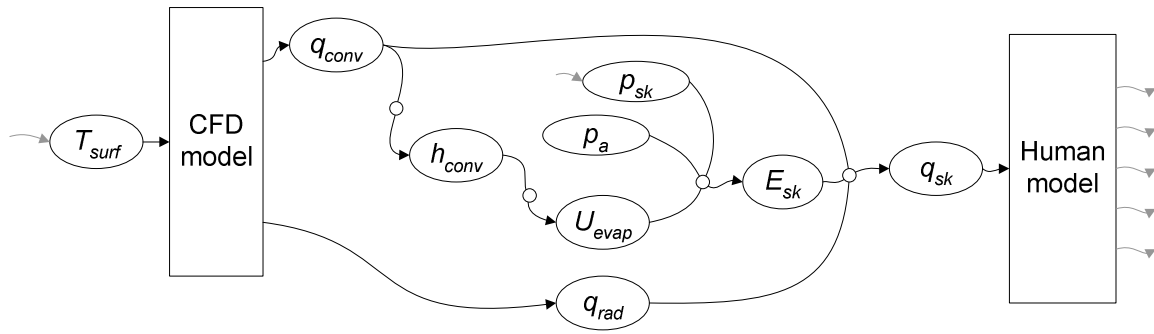 T_surf
CFD
model
q_conv
h_conv
p_sk
p_a
U_evap
q_rad
E_sk
q_sk
Human
model